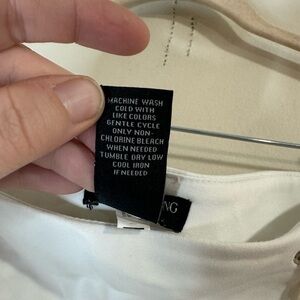 MACHINE WASH
COLD WITH
LIKE COLORS
GENTLE CYCLE
ONLY NON-
CHLORINE BLEACH
WHEN NEEDED
TUMBLE DRY LOW
COOL IRON
IF NEEDED
NG